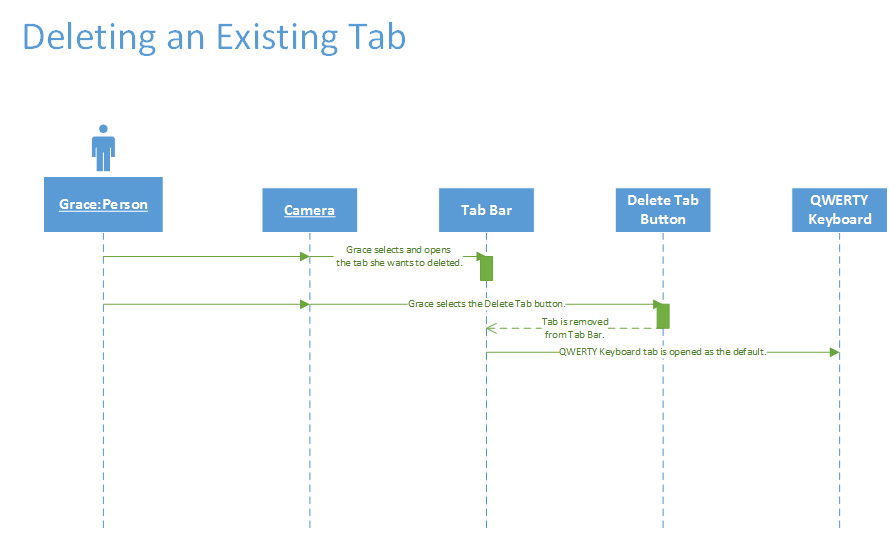 Deleting an Existing Tab
Grace:Person
Camera
Tab Bar
Delete Tab
Button
QWERTY
Keyboard
Grace selects and opens
the tab she wants to deleted.
Grace selects the Delete Tab button.
Tab is removed
from Tab Bar.
QWERTY Keyboard tab is opened as the default.